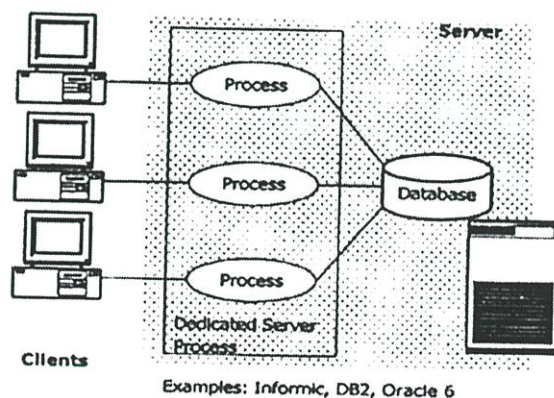 Server
Process
Process
Database
Process
Dedicated Server
Process
Clients
Examples: Informic, DB2, Oracle 6